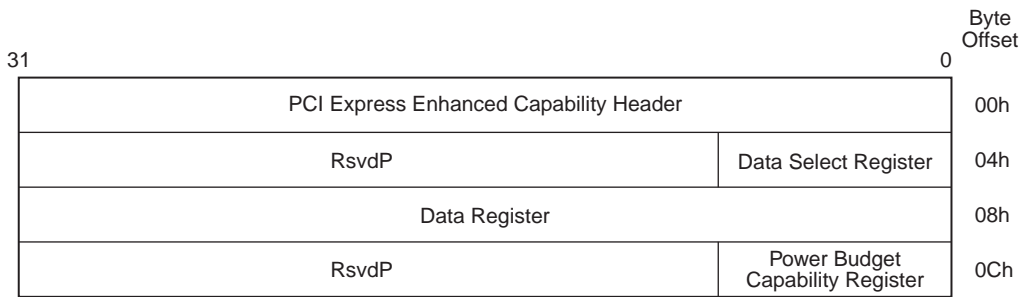 Byte
Offset
31 0
PCI Express Enhanced Capability Header 00h
RsvdP Data Select Register 04h
Data Register 08h
RsvdP Power Budget
Capability Register 0Ch